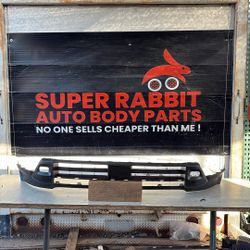 SUPER RABBIT
AUTO BODY PARTS
NO ONE SELLS CHEAPER THAN ME !